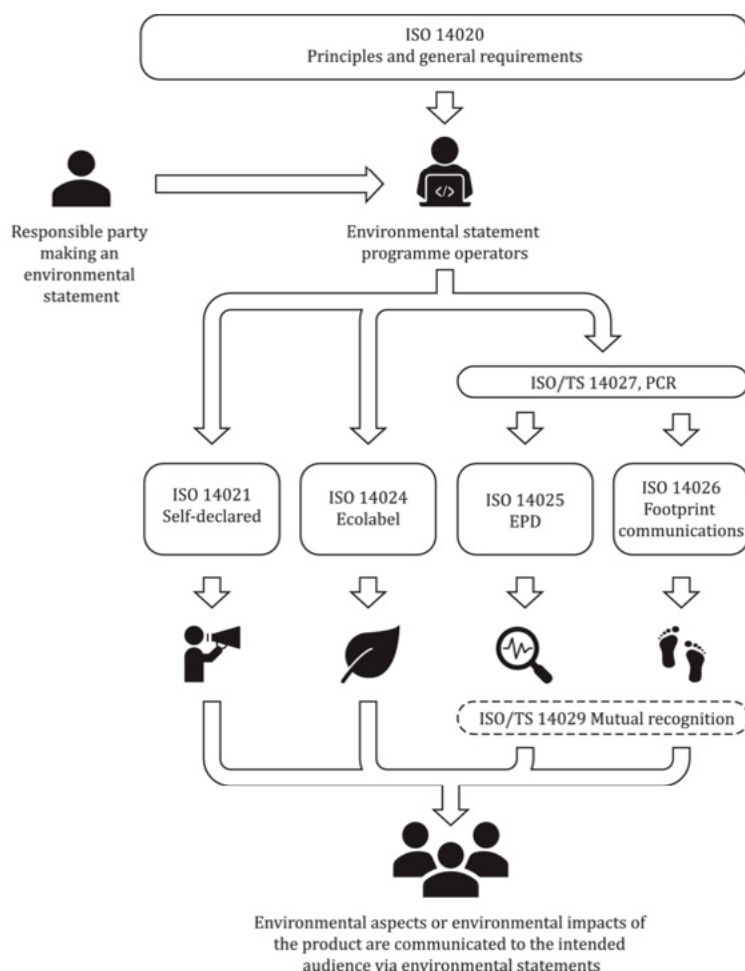 ISO 14020
Principles and general requirements
</>
Responsible party
making an
environmental
statement
Environmental statement
programme operators
ISO/TS 14027, PCR
ISO 14021
Self-declared
ISO 14024
Ecolabel
ISO 14025
EPD
ISO 14026
Footprint
communications
ISO/TS 14029 Mutual recognition
Environmental aspects or environmental impacts of
the product are communicated to the intended
audience via environmental statements